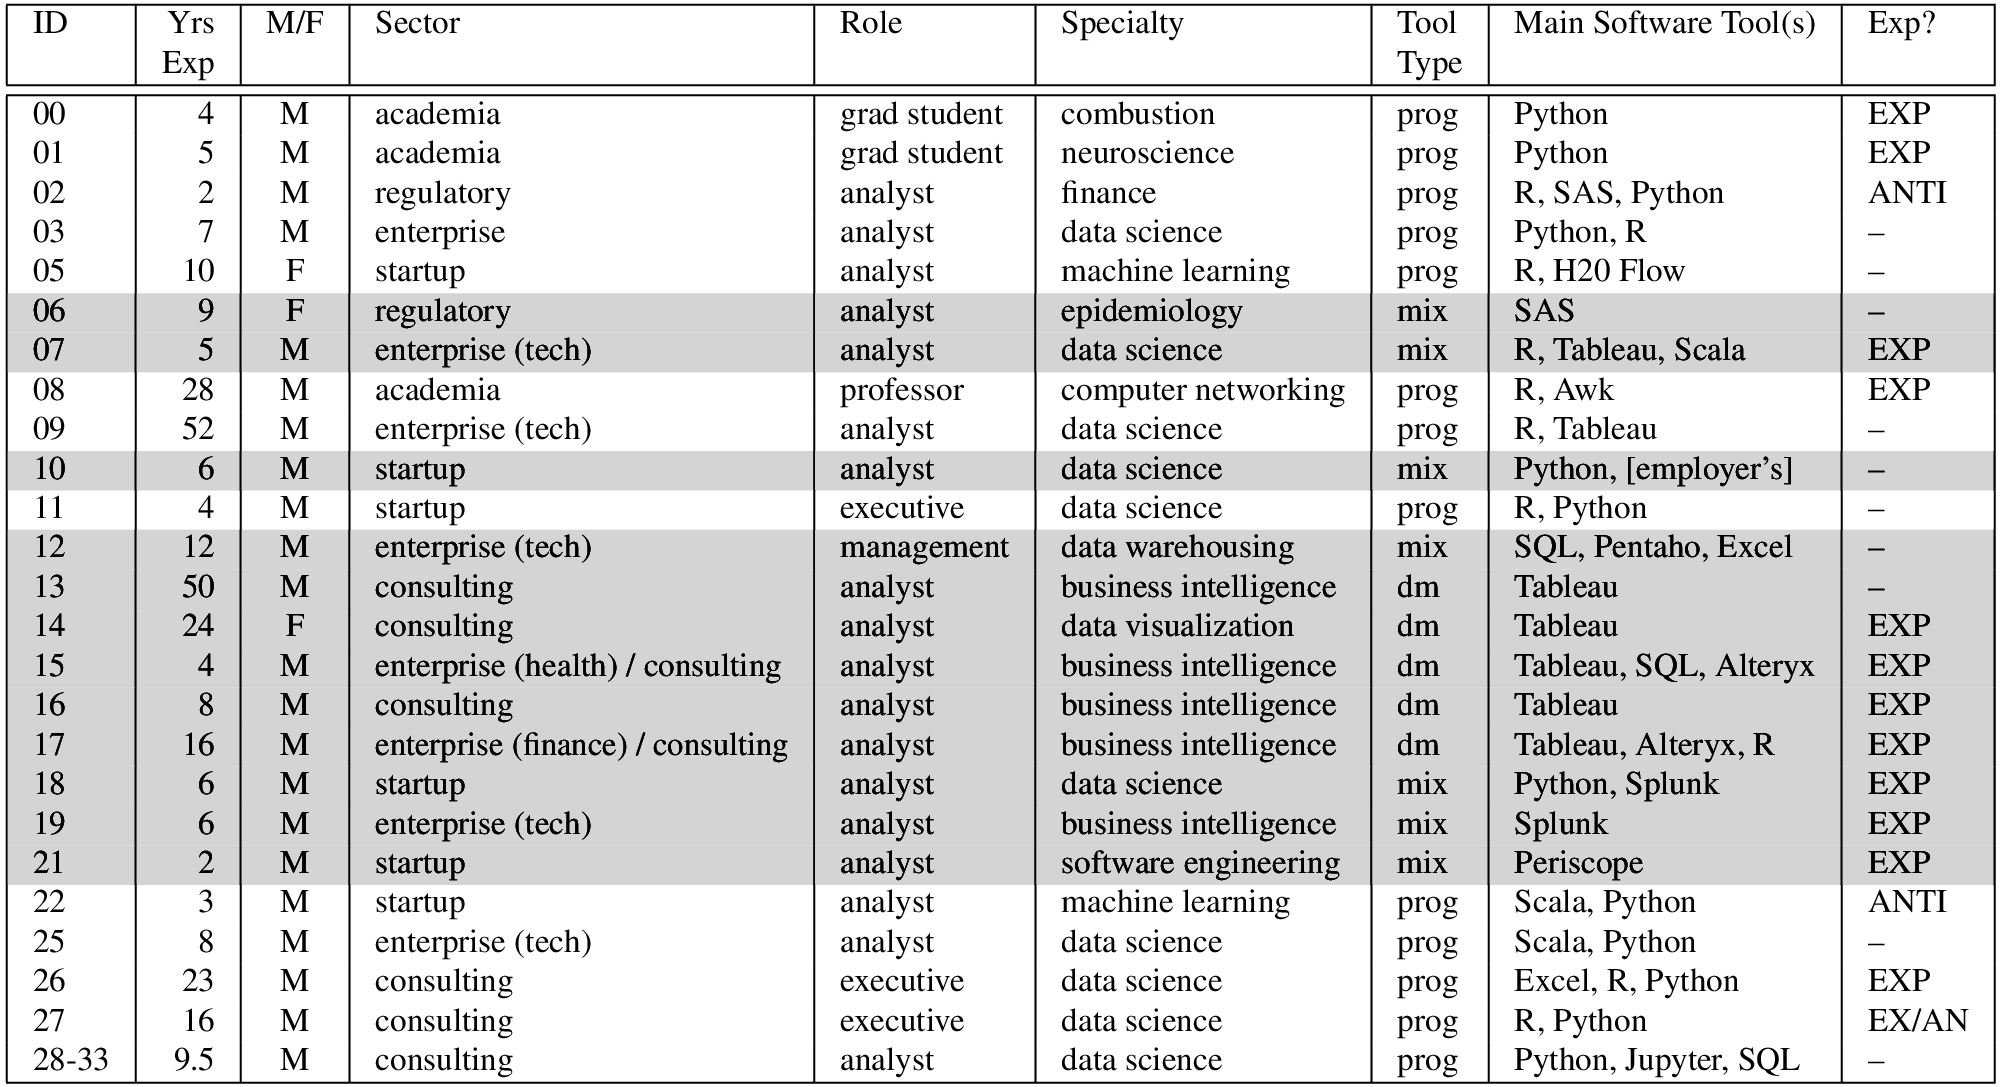 ID Yrs Exp M/F Sector Role Specialty Tool Type Main Software Tool(s) Exp?
00 4 M academia grad student combustion prog Python EXP
01 5 M academia grad student neuroscience prog Python EXP
02 2 M regulatory analyst finance prog R, SAS, Python ANTI
03 7 M enterprise analyst data science prog Python, R –
05 10 F startup analyst machine learning prog R, H20 Flow –
06 9 F regulatory analyst epidemiology mix SAS –
07 5 M enterprise (tech) analyst data science mix R, Tableau, Scala EXP
08 28 M academia professor computer networking prog R, Awk EXP
09 52 M enterprise (tech) analyst data science prog R, Tableau –
10 6 M startup analyst data science mix Python, [employer’s] –
11 4 M startup executive data science prog R, Python –
12 12 M enterprise (tech) management data warehousing mix SQL, Pentaho, Excel –
13 50 M consulting analyst business intelligence dm Tableau –
14 24 F consulting analyst data visualization dm Tableau EXP
15 4 M enterprise (health) / consulting analyst business intelligence dm Tableau, SQL, Alteryx EXP
16 8 M consulting analyst business intelligence dm Tableau EXP
17 16 M enterprise (finance) / consulting analyst business intelligence dm Tableau, Alteryx, R EXP
18 6 M startup analyst data science mix Python, Splunk EXP
19 6 M enterprise (tech) analyst business intelligence mix Splunk EXP
21 2 M startup analyst software engineering mix Periscope EXP
22 3 M startup analyst machine learning prog Scala, Python ANTI
25 8 M enterprise (tech) analyst data science prog Scala, Python –
26 23 M consulting executive data science prog Excel, R, Python EXP
27 16 M consulting executive data science prog R, Python EX/AN
28-33 9.5 M consulting analyst data science prog Python, Jupyter, SQL –